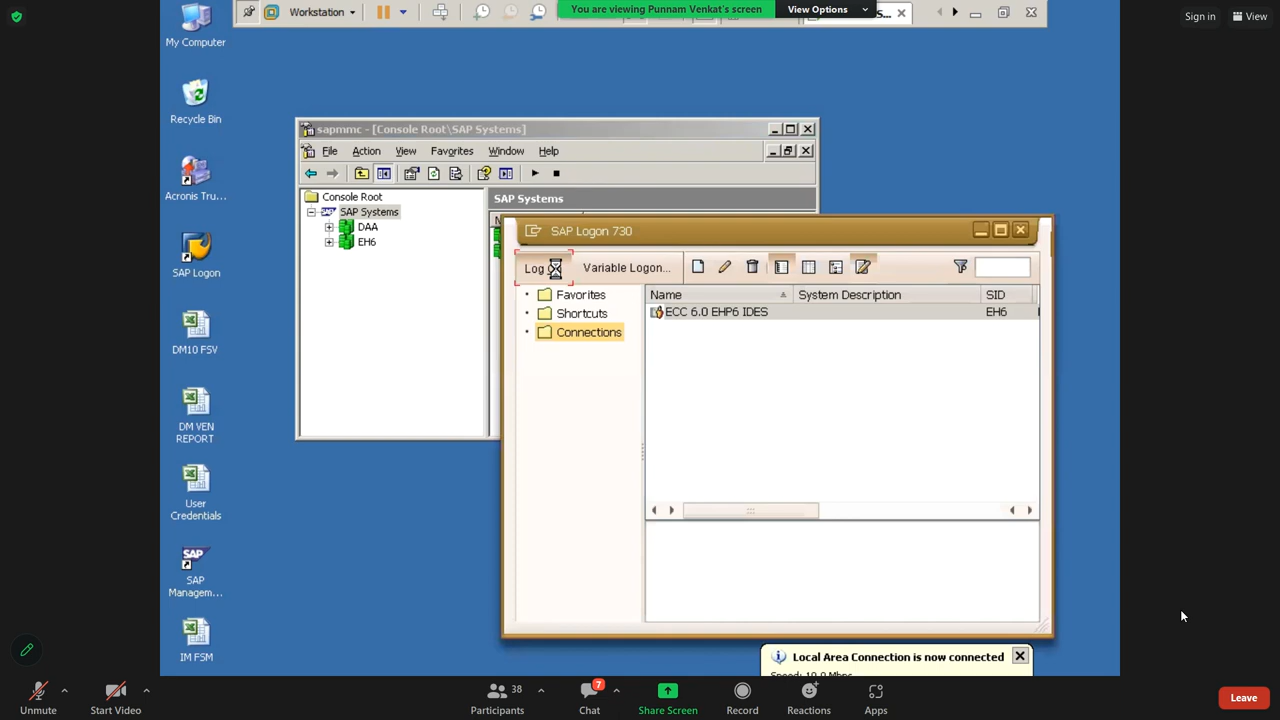 Workstation
You are viewing Punnam Venkat's screen
View Options
S...
Sign in
View
My Computer
Recycle Bin
Acronis Tru...
SAP Logon
DM10 FSV
DM VEN
REPORT
User
Credentials
SAP
Managem...
IM FSM
sapmmc - [Console Root\SAP Systems]
File Action View Favorites Window Help
Console Root
SAP Systems
DAA
EH6
SAP Systems
SAP Logon 730
Log
Variable Logon...
Favorites
Shortcuts
Connections
Name System Description SID
ECC 6.0 EHP6 IDES EH6
Local Area Connection is now connected
Unmute
Start Video
38
Participants
7
Chat
Share Screen
Record
Reactions
Apps
Leave